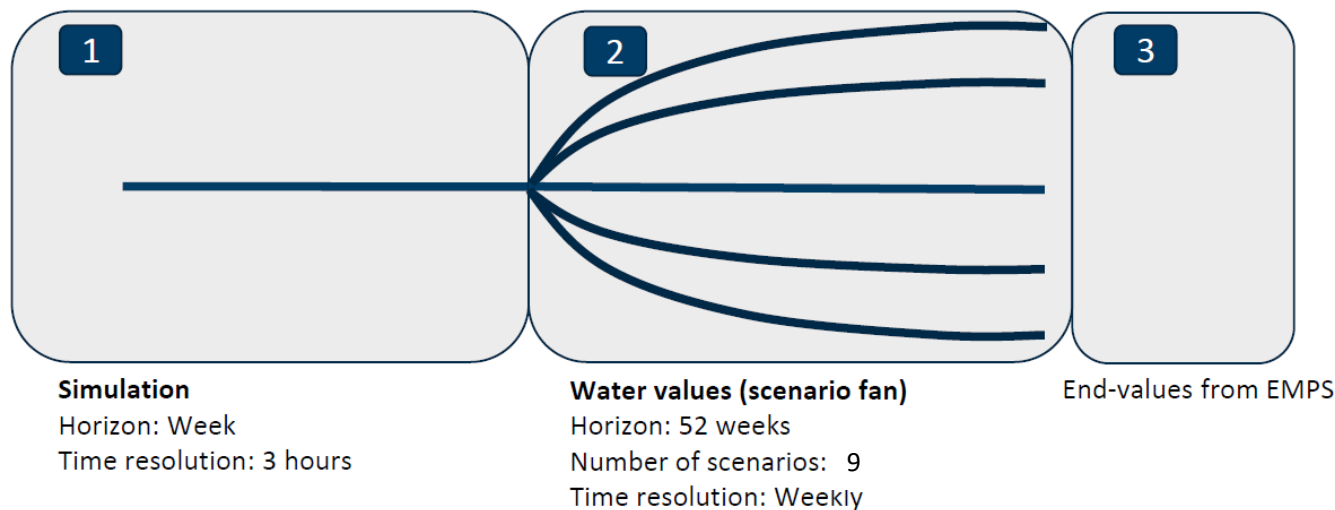 1
2
3
Simulation
Horizon: Week
Time resolution: 3 hours
Water values (scenario fan)
Horizon: 52 weeks
Number of scenarios: 9
Time resolution: Weekly
End-values from EMPS